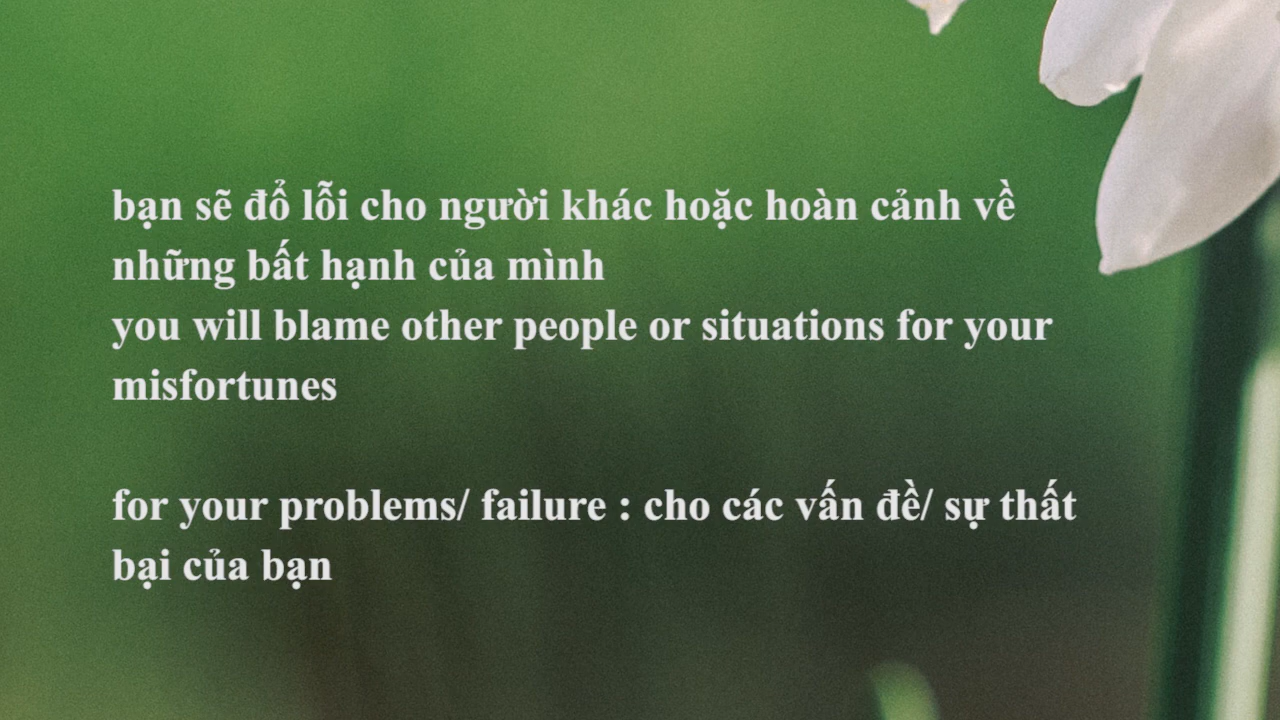 bạn sẽ đổ lỗi cho người khác hoặc hoàn cảnh về
những bất hạnh của mình
you will blame other people or situations for your
misfortunes
for your problems/ failure : cho các vấn đề/ sự thất
bại của bạn